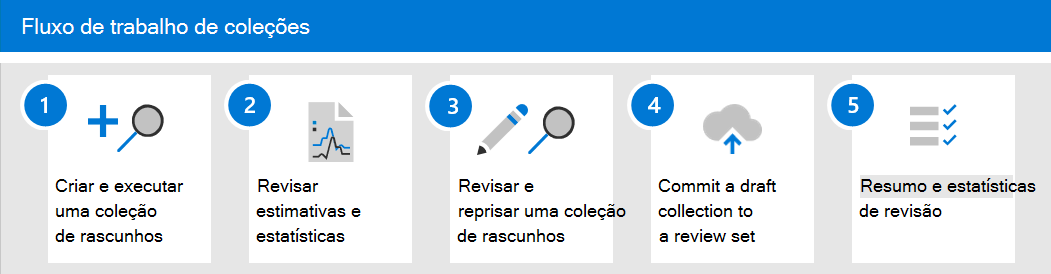 Fluxo de trabalho de coleções
1
Criar e executar
uma coleção
de rascunhos
2
Revisar
estimativas e
estatísticas
3
Revisar e
reprisar uma coleção
de rascunhos
4
Commit a draft
collection to
a review set
5
Resumo e estatísticas
de revisão